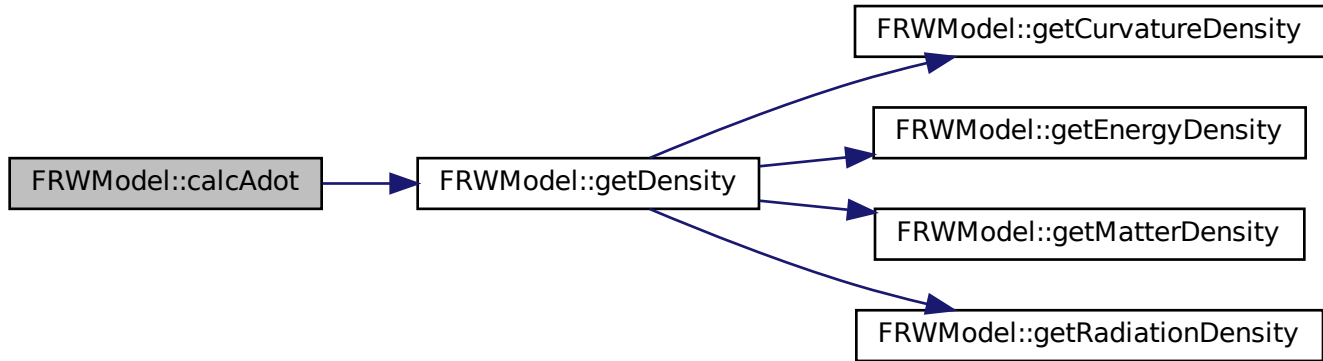 FRWModel::calcAdot
FRWModel::getDensity
FRWModel::getCurvatureDensity
FRWModel::getEnergyDensity
FRWModel::getMatterDensity
FRWModel::getRadiationDensity